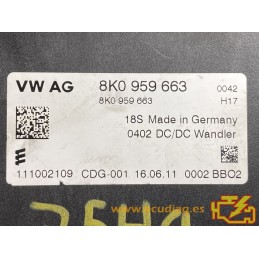 VW AG 8K0 959 663 0042
8K0 959 663 H17
18S Made in Germany
0402 DC/DC Wandler
111002109 CDG-001 16.06.11 0002 BBO2
www.ecudiag.eu